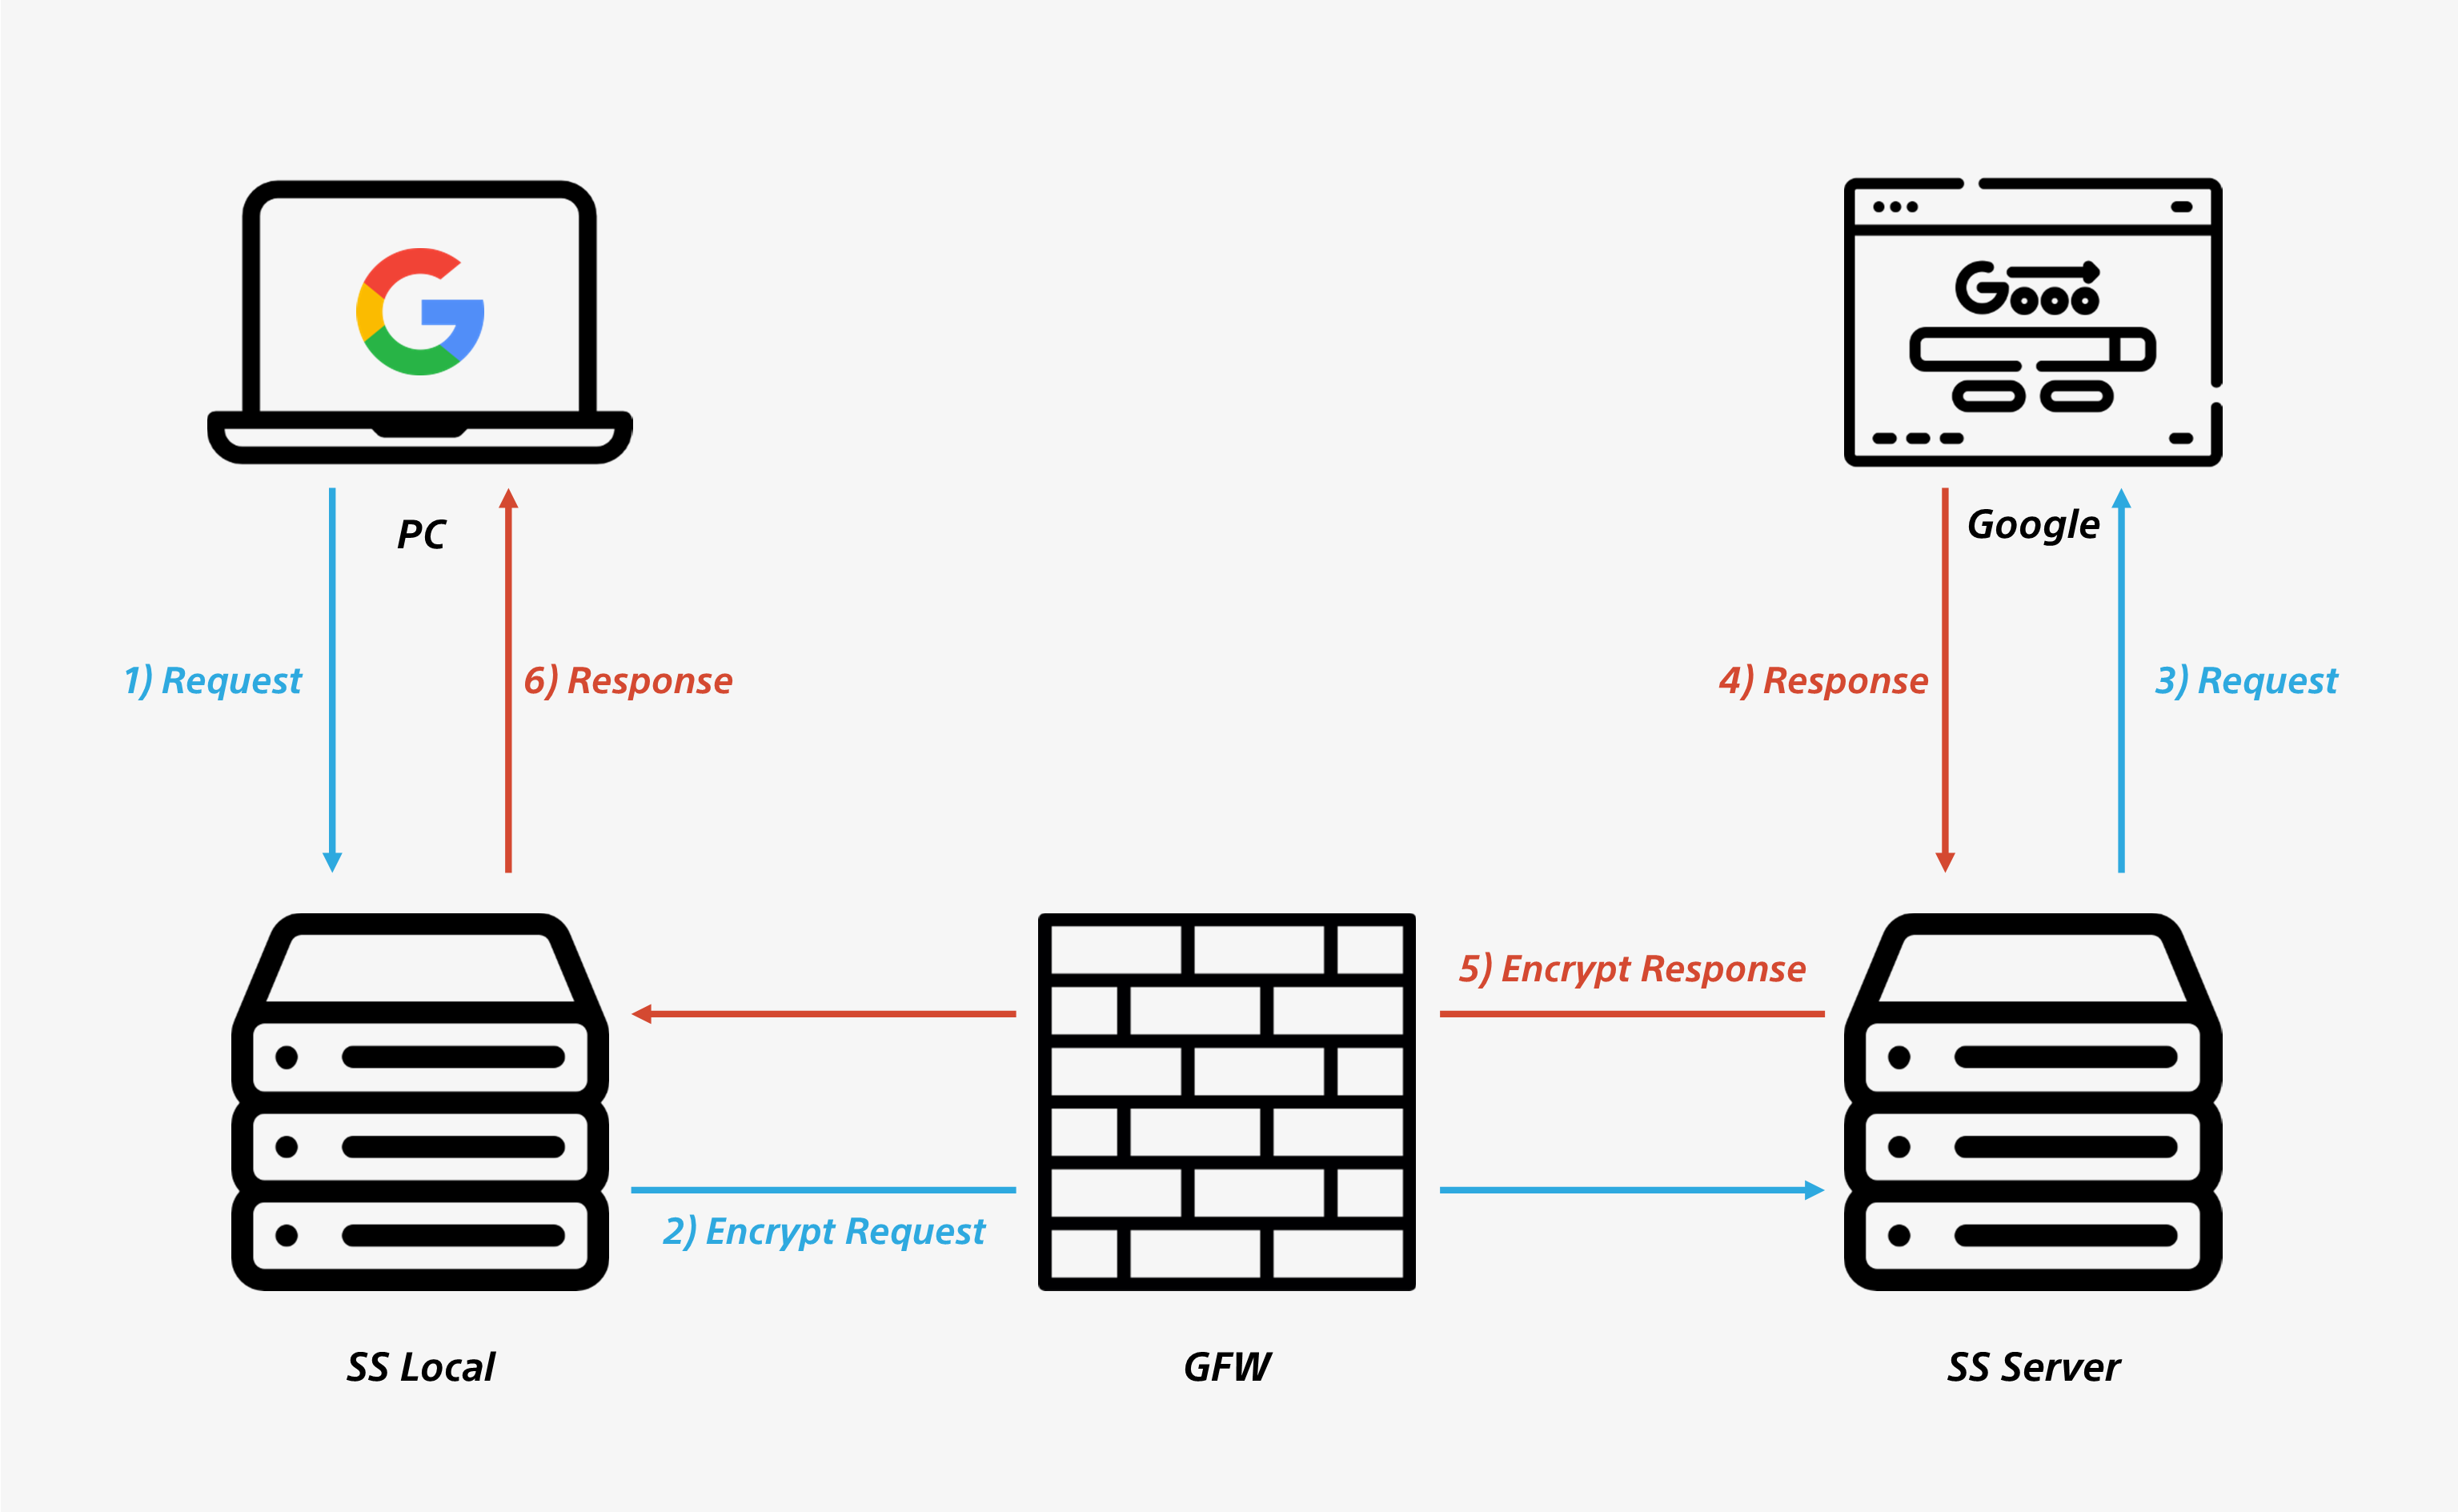 PC
Google
1) Request
6) Response
4) Response
3) Request
5) Encrypt Response
2) Encrypt Request
SS Local
GFW
SS Server